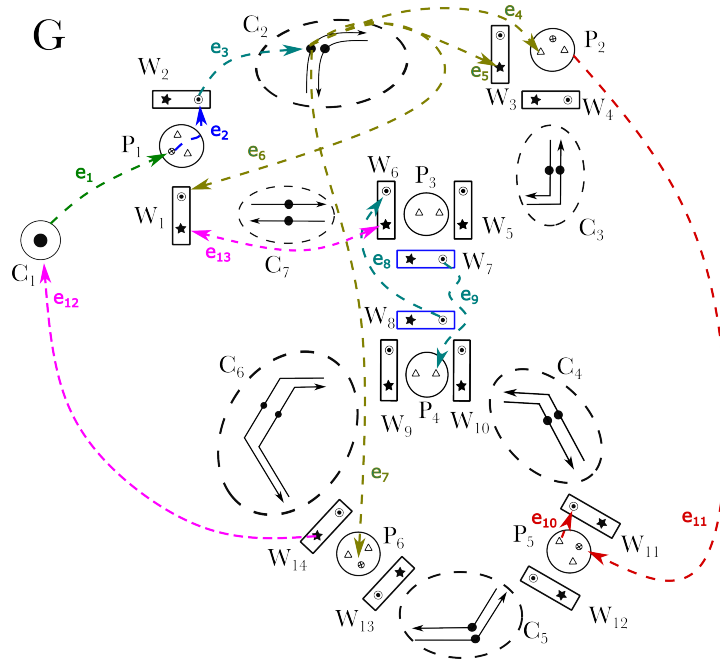 G
C₂
e₄
P₂
e₃
e₅
W₂
W₃
W₄
P₁
e₂
e₁
e₆
W₆
P₃
W₁
W₅
C₃
C₁
C₇
e₁₃
e₈
W₇
e₁₂
e₉
W₈
C₆
C₄
W₉
P₄
W₁₀
e₇
e₁₀
e₁₁
P₆
P₅
W₁₁
W₁₄
W₁₃
W₁₂
C₅